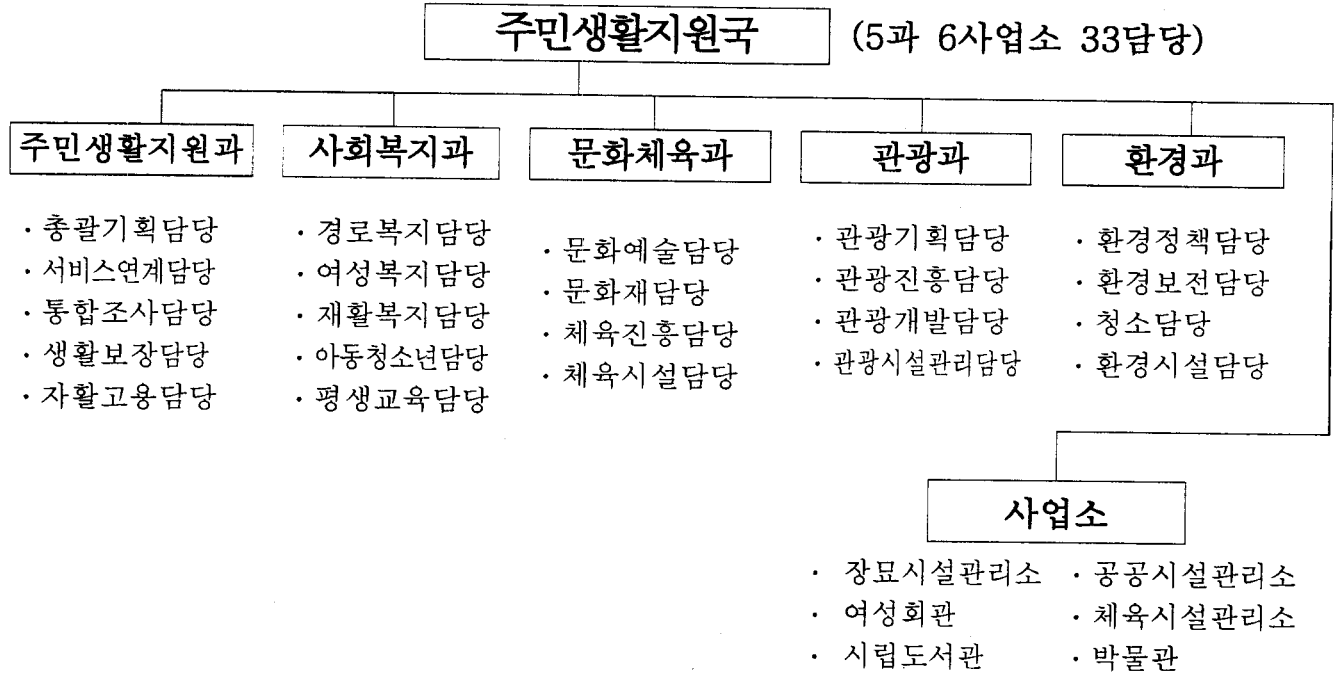 주민생활지원국 (5과 6사업소 33담당)
주민생활지원과
· 총괄기획담당
· 서비스연계담당
· 통합조사담당
· 생활보장담당
· 자활고용담당
사회복지과
· 경로복지담당
· 여성복지담당
· 재활복지담당
· 아동청소년담당
· 평생교육담당
문화체육과
· 문화예술담당
· 문화재담당
· 체육진흥담당
· 체육시설담당
관광과
· 관광기획담당
· 관광진흥담당
· 관광개발담당
· 관광시설관리담당
환경과
· 환경정책담당
· 환경보전담당
· 청소담당
· 환경시설담당
사업소
· 장묘시설관리소 · 공공시설관리소
· 여성회관 · 체육시설관리소
· 시립도서관 · 박물관